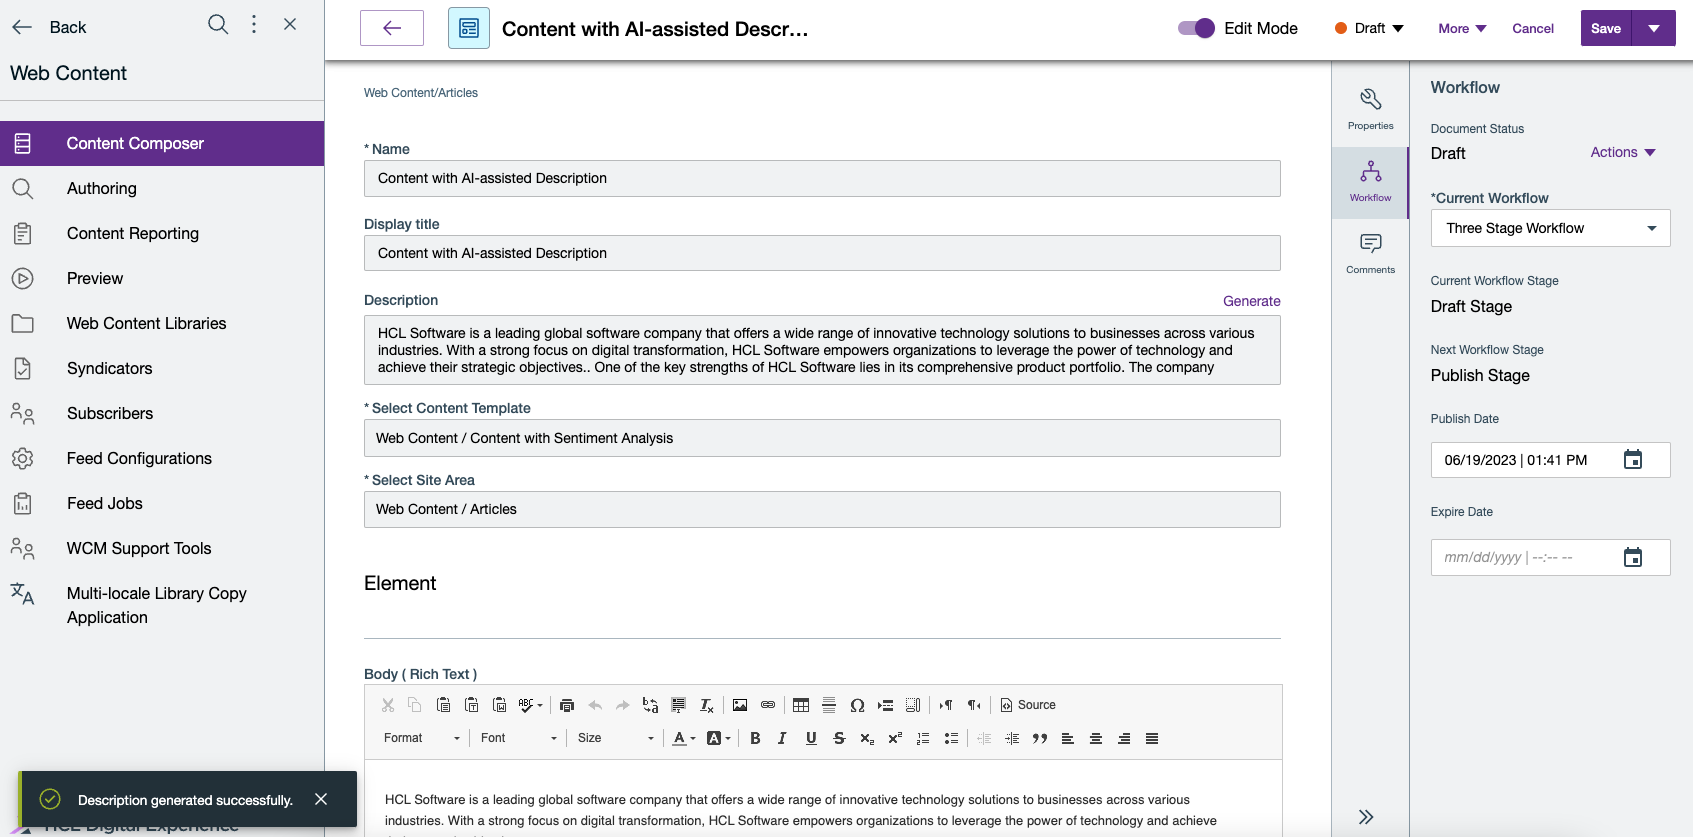 Back
Web Content
Content Composer
Authoring
Content Reporting
Preview
Web Content Libraries
Syndicators
Subscribers
Feed Configurations
Feed Jobs
WCM Support Tools
Multi-locale Library Copy
Application
Description generated successfully.
HCL Digital Experience
Content with AI-assisted Descr...
Edit Mode
Draft
More
Cancel
Save
Web Content/Articles
* Name
Content with AI-assisted Description
Display title
Content with AI-assisted Description
Description
Generate
HCL Software is a leading global software company that offers a wide range of innovative technology solutions to businesses across various
industries. With a strong focus on digital transformation, HCL Software empowers organizations to leverage the power of technology and
achieve their strategic objectives.. One of the key strengths of HCL Software lies in its comprehensive product portfolio. The company
* Select Content Template
Web Content / Content with Sentiment Analysis
* Select Site Area
Web Content / Articles
Element
Body ( Rich Text )
Source
Format
Font
Size
HCL Software is a leading global software company that offers a wide range of innovative technology solutions to businesses across various
industries. With a strong focus on digital transformation, HCL Software empowers organizations to leverage the power of technology and achieve
Properties
Workflow
Comments
Workflow
Document Status
Draft
Actions
*Current Workflow
Three Stage Workflow
Current Workflow Stage
Draft Stage
Next Workflow Stage
Publish Stage
Publish Date
06/19/2023 | 01:41 PM
Expire Date
mm/dd/yyyy | --:-- --